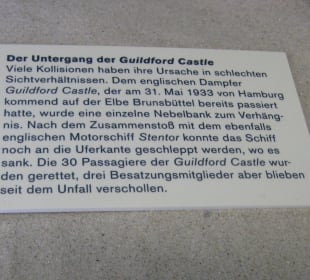 Der Untergang der Guildford Castle
Viele Kollisionen haben ihre Ursache in schlechten
Sichtverhältnissen. Dem englischen Dampfer
Guildford Castle, der am 31. Mai 1933 von Hamburg
kommend auf der Elbe Brunsbüttel bereits passiert
hatte, wurde eine einzelne Nebelbank zum Verhäng-
nis. Nach dem Zusammenstoß mit dem ebenfalls
englischen Motorschiff Stentor konnte das Schiff
noch an die Uferkante geschleppt werden, wo es
sank. Die 30 Passagiere der Guildford Castle wur-
den gerettet, drei Besatzungsmitglieder aber blieben
seit dem Unfall verschollen.